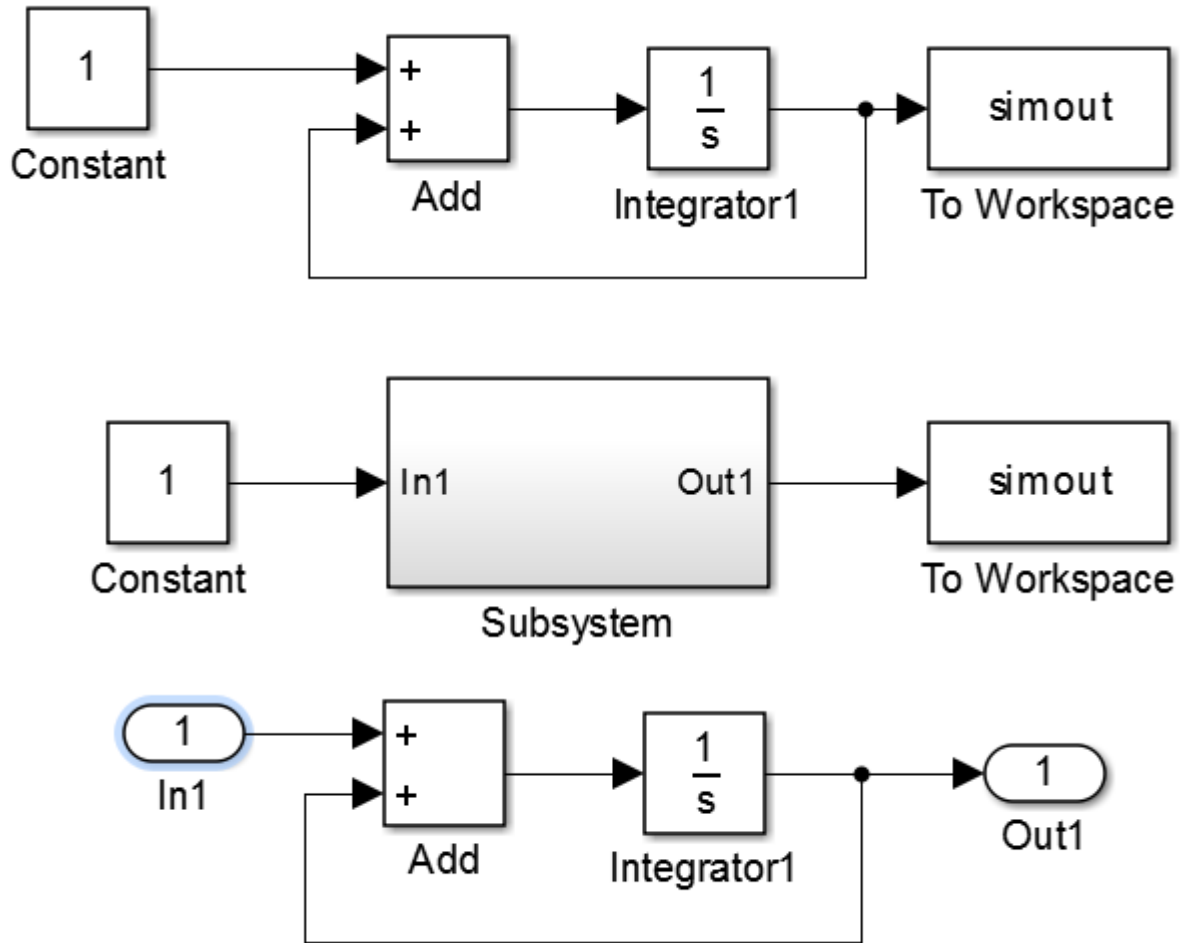 1
Constant
+
+
Add
1
s
Integrator1
simout
To Workspace
1
Constant
In1
Out1
Subsystem
simout
To Workspace
1
In1
+
+
Add
1
s
Integrator1
1
Out1